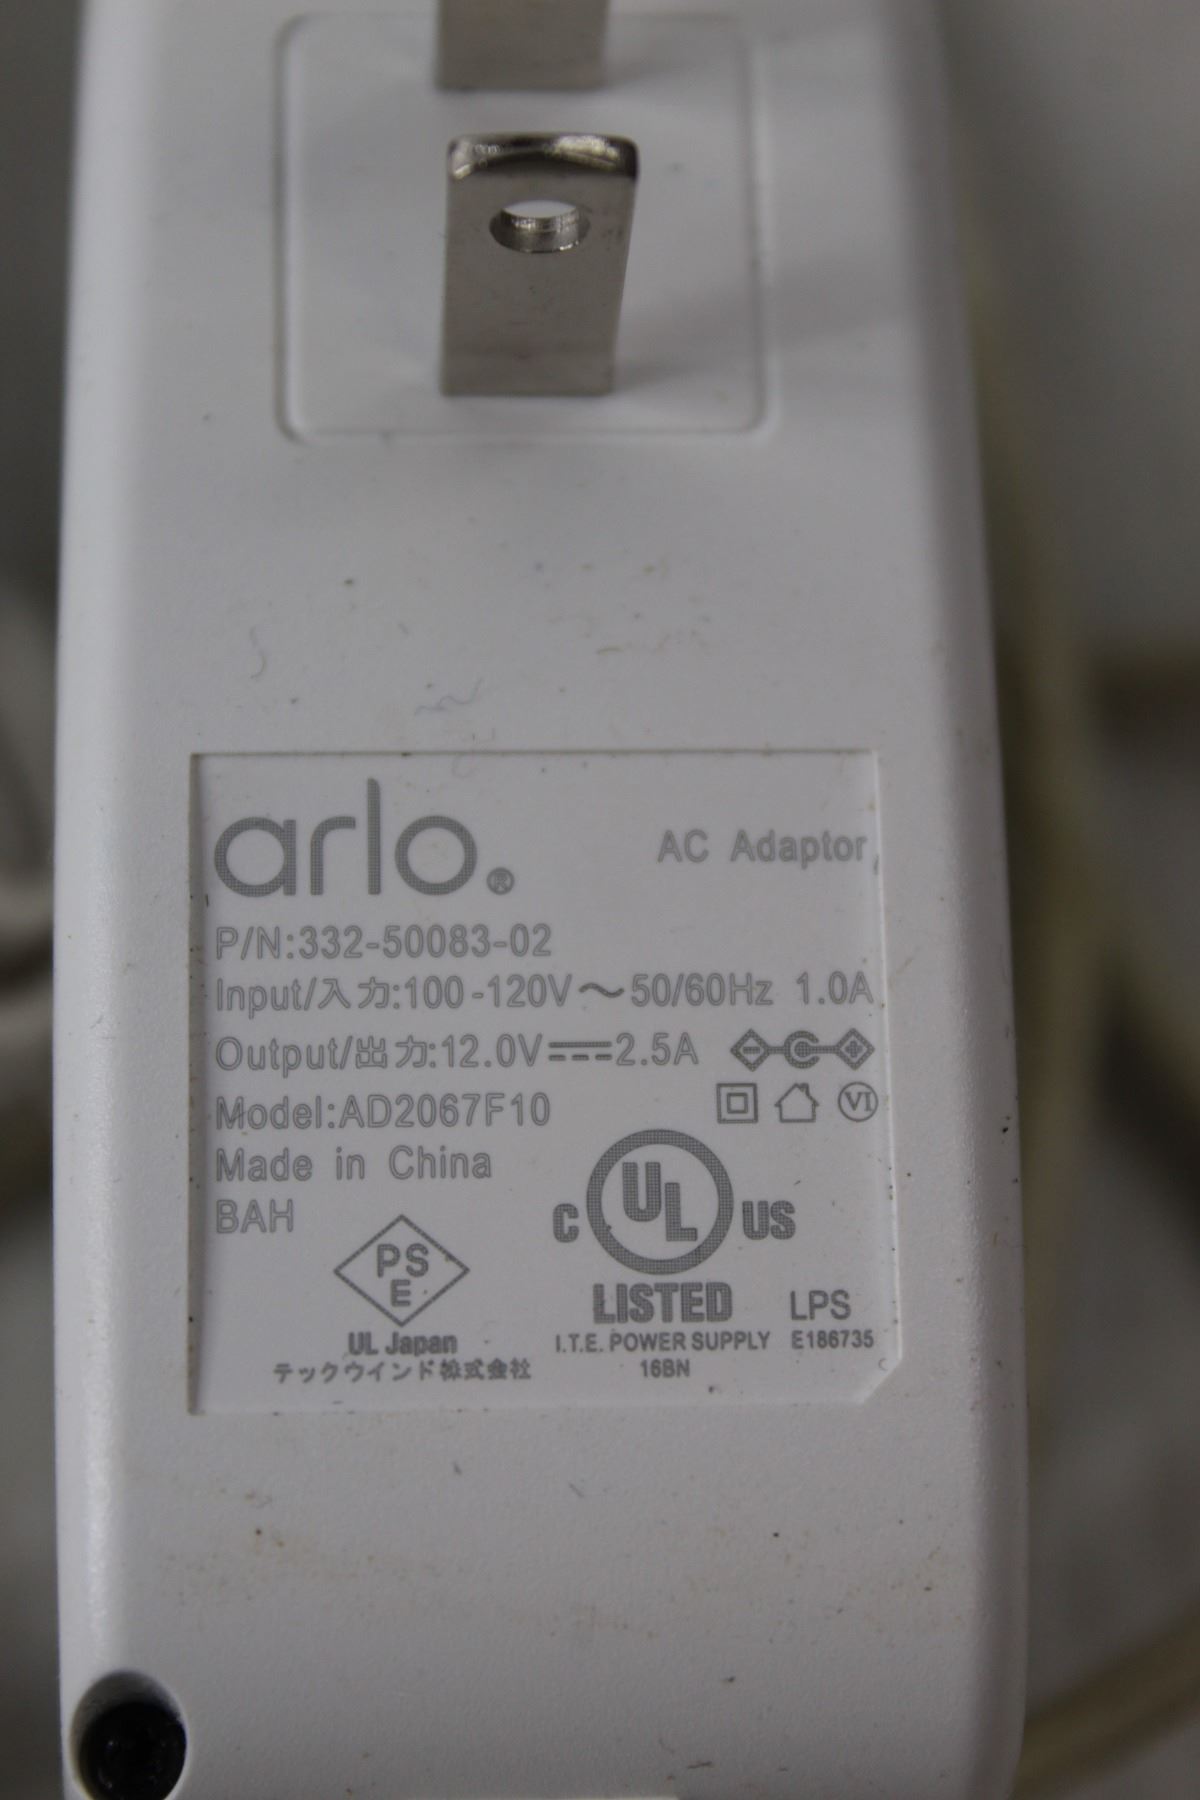 arlo® AC Adaptor
P/N:332-50083-02
Input/入力:100-120V～50/60Hz 1.0A
Output/出力:12.0V⎓2.5A
Model:AD2067F10
VI
Made in China
BAH
PS
E
UL Japan
テックウインド株式会社
C UL US
LISTED LPS
I.T.E. POWER SUPPLY E186735
16BN